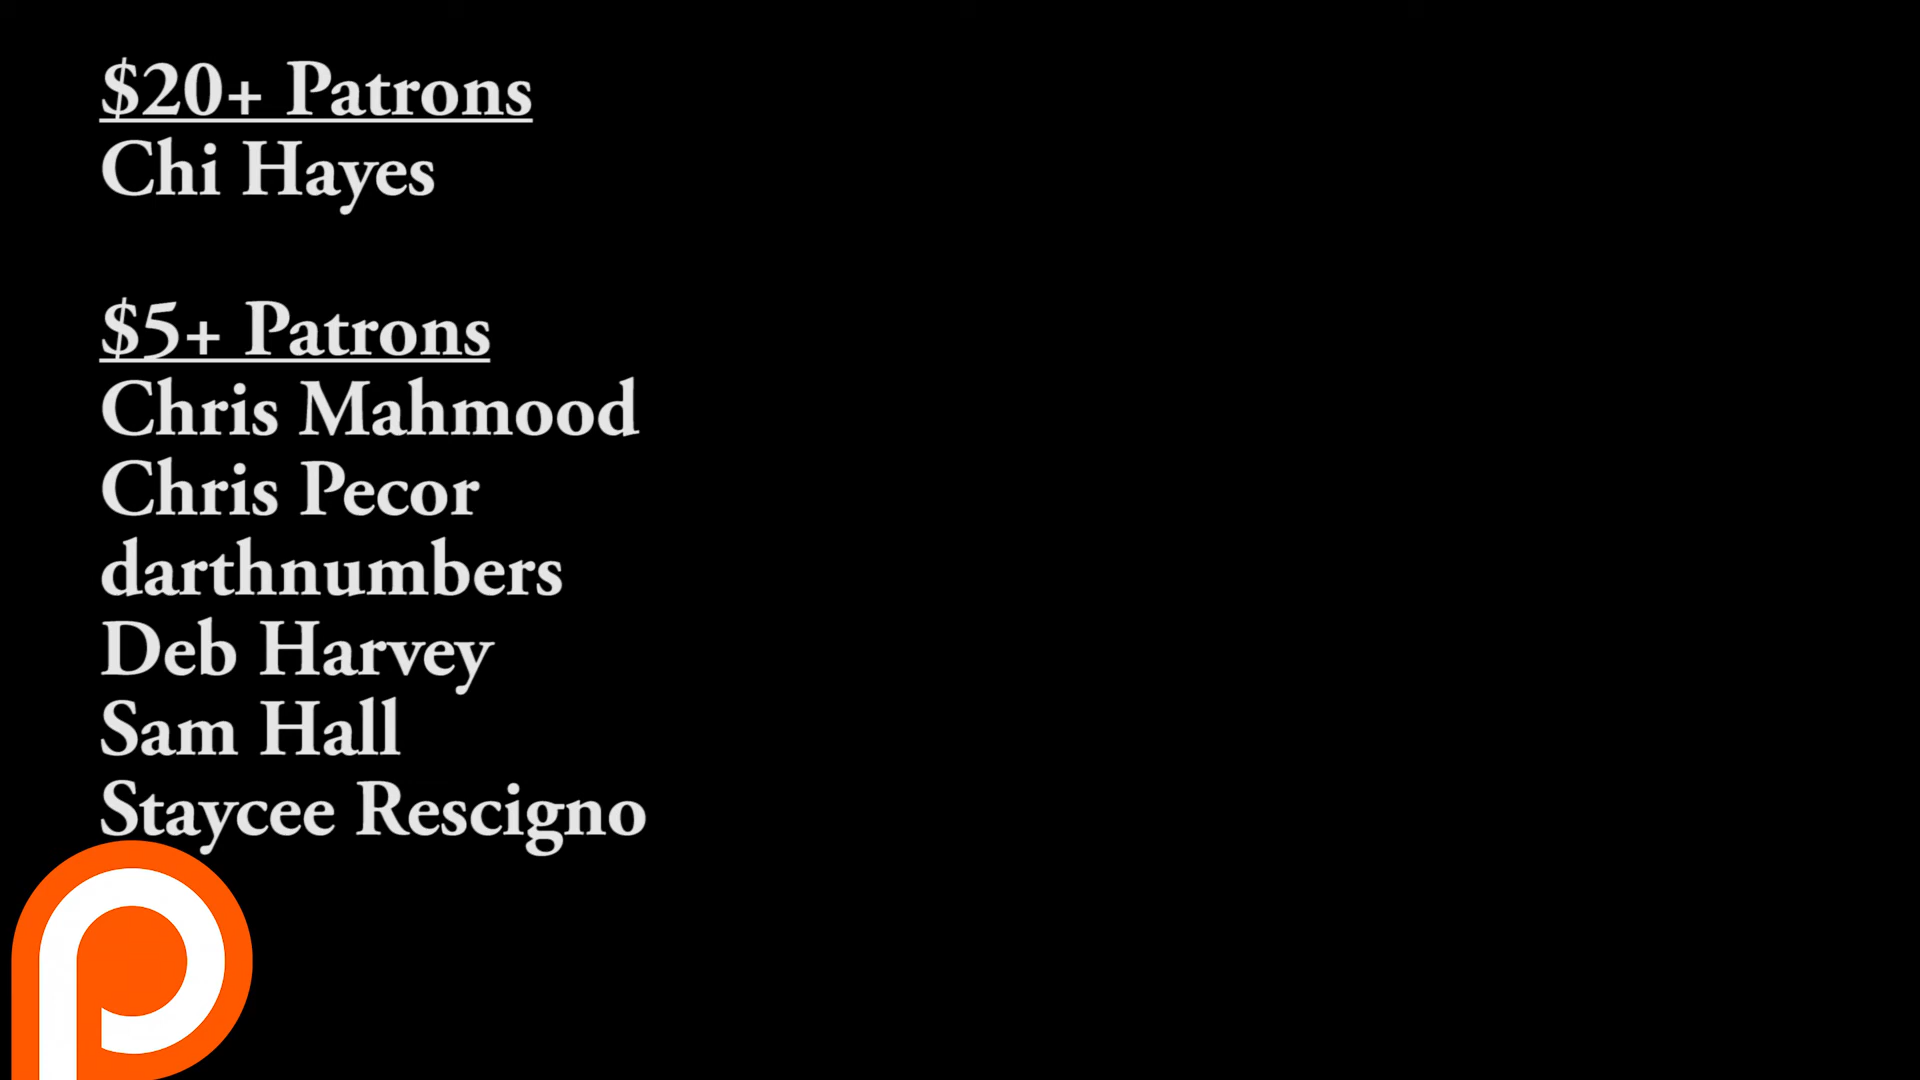 $20+ Patrons
Chi Hayes
$5+ Patrons
Chris Mahmood
Chris Pecor
darthnumbers
Deb Harvey
Sam Hall
Staycee Rescigno